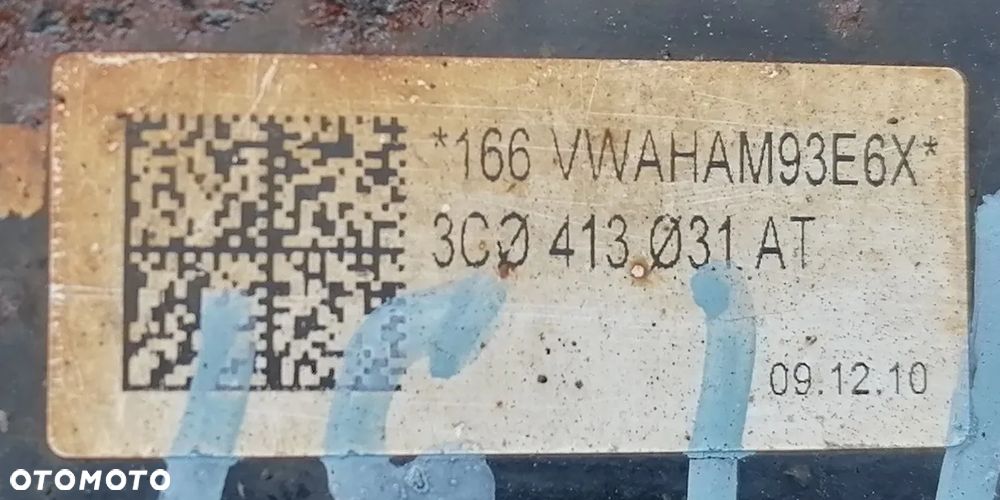 *166 VWAHAM93E6X*
3CØ 413 Ø31 AT
09.12.10
OTOMOTO